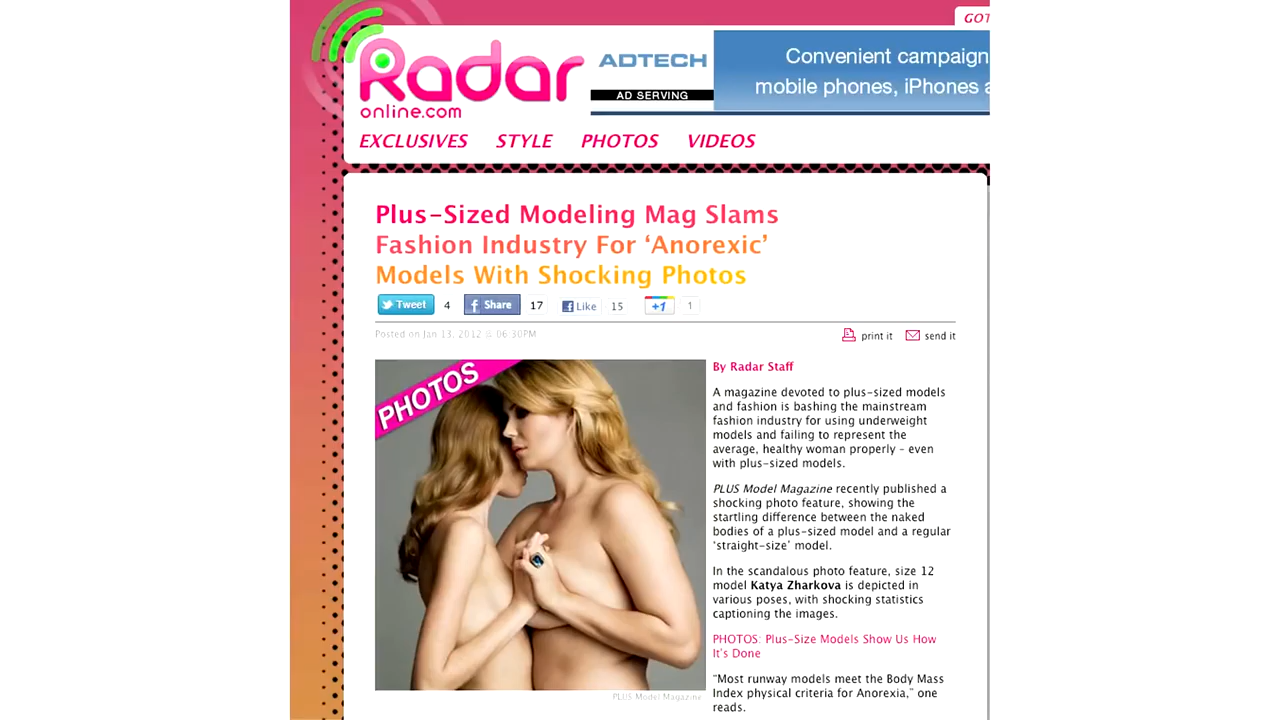 GOT
Radar
online.com
ADTECH
AD SERVING
Convenient campaign
mobile phones, iPhones a
EXCLUSIVES STYLE PHOTOS VIDEOS
Plus-Sized Modeling Mag Slams
Fashion Industry For ‘Anorexic’
Models With Shocking Photos
Tweet 4 Share 17 Like 15 +1 1
Posted on Jan 13, 2012 @ 06:30PM
print it send it
PHOTOS
By Radar Staff
A magazine devoted to plus-sized models
and fashion is bashing the mainstream
fashion industry for using underweight
models and failing to represent the
average, healthy woman properly - even
with plus-sized models.
PLUS Model Magazine recently published a
shocking photo feature, showing the
startling difference between the naked
bodies of a plus-sized model and a regular
‘straight-size’ model.
In the scandalous photo feature, size 12
model Katya Zharkova is depicted in
various poses, with shocking statistics
captioning the images.
PHOTOS: Plus-Size Models Show Us How
It’s Done
“Most runway models meet the Body Mass
Index physical criteria for Anorexia,” one
reads.
PLUS Model Magazine